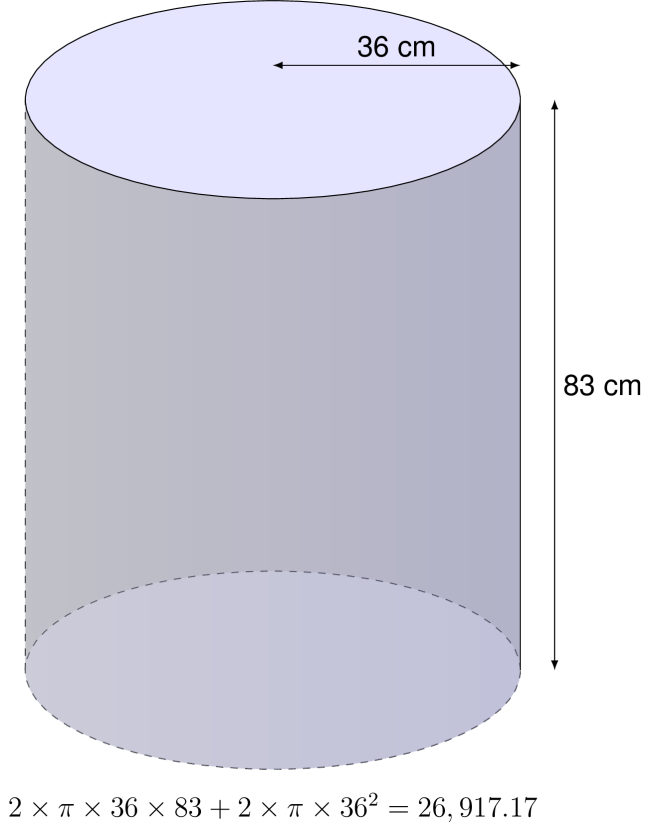 36 cm
83 cm
2 × π × 36 × 83 + 2 × π × 36² = 26,917.17